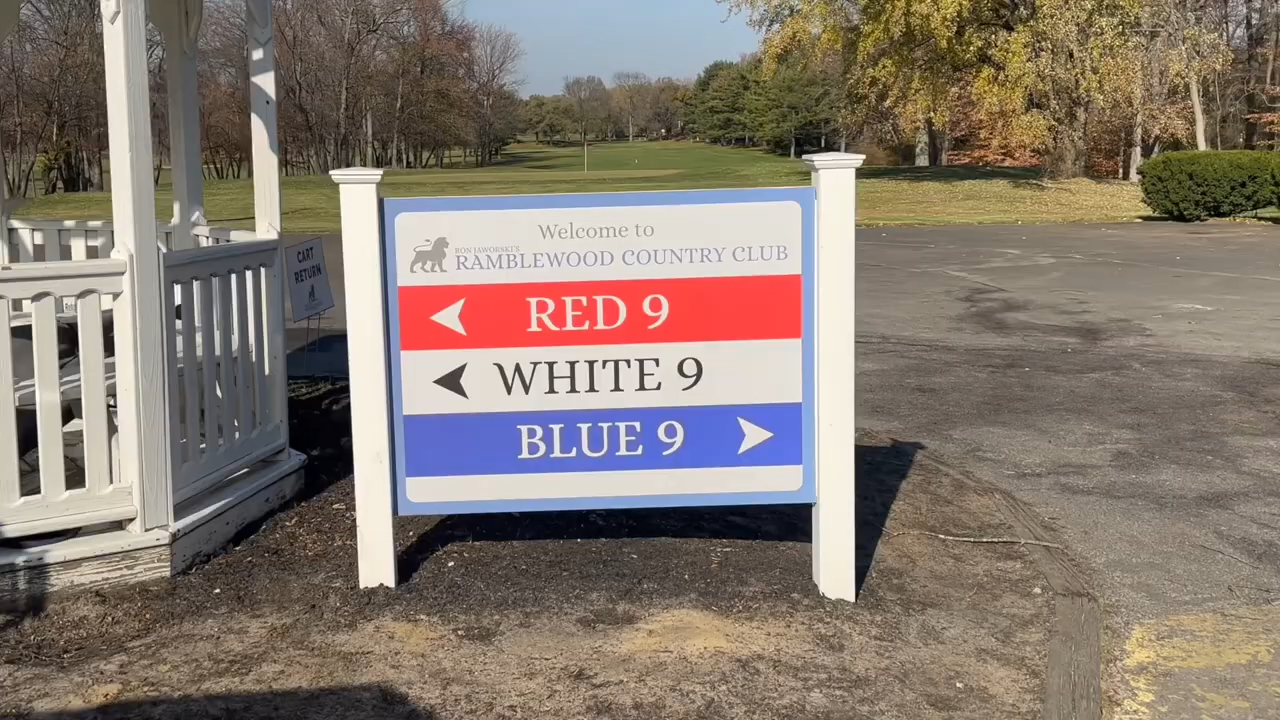 CART
RETURN
Welcome to
RON JAWORSKI'S
RAMBLEWOOD COUNTRY CLUB
RED 9
WHITE 9
BLUE 9